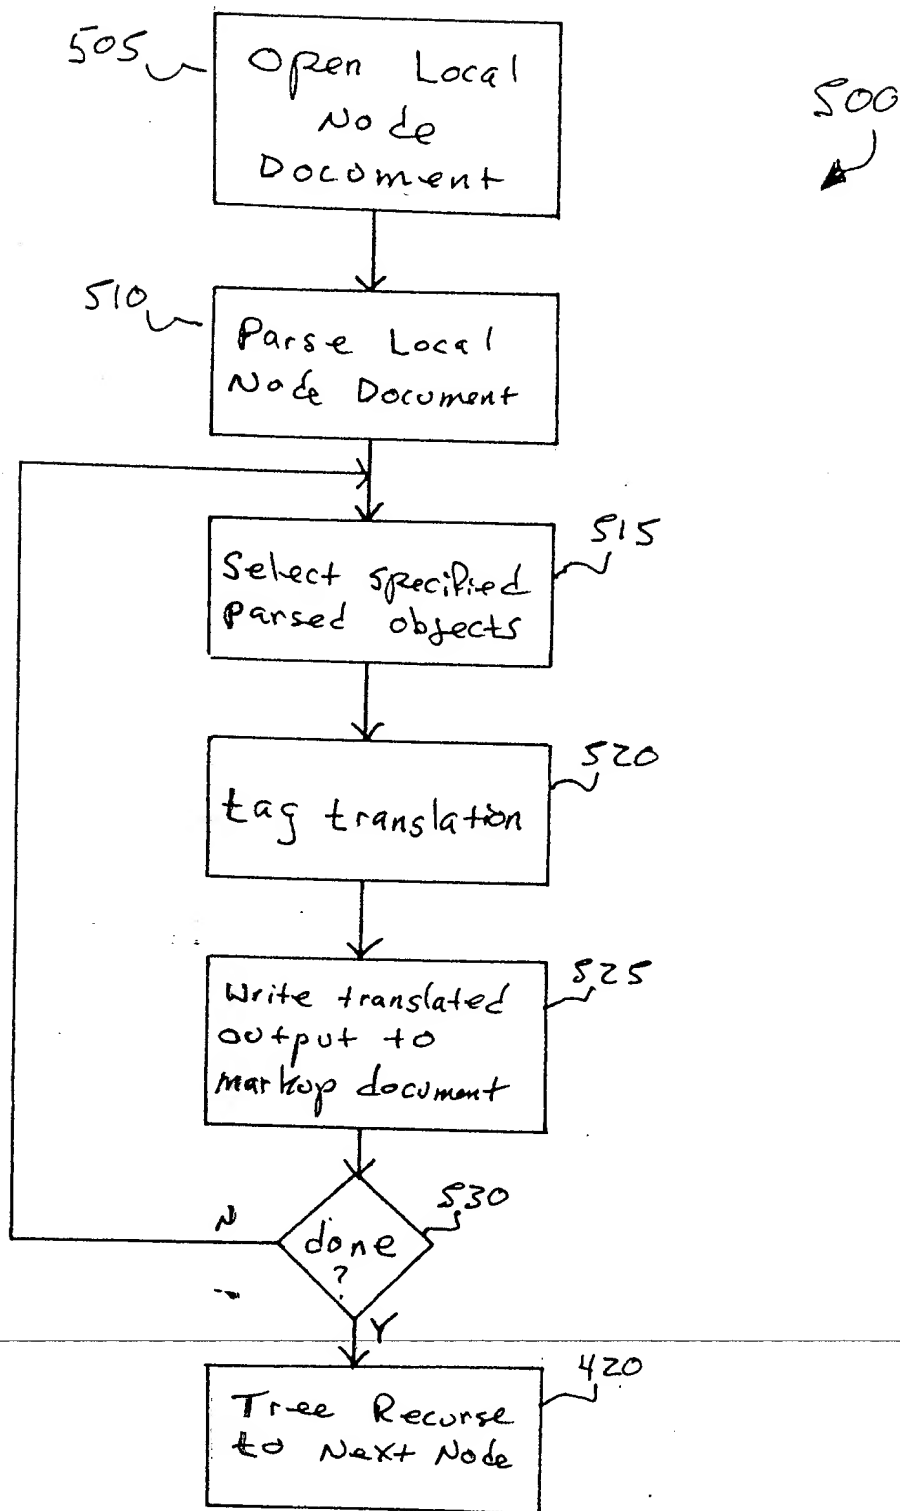 505
Open Local
Node
Document
500
510
Parse Local
Node Document
515
Select specified
Parsed objects
520
tag translation
525
Write translated
output to
markup document
530
N
done
?
Y
420
Tree Recurse
to Next Node